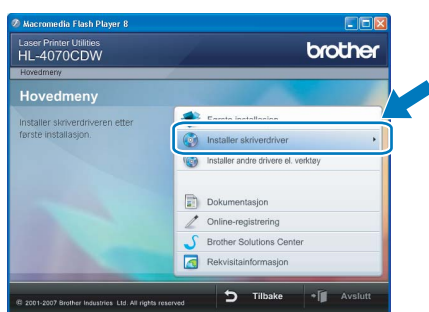 Macromedia Flash Player 8
Laser Printer Utilities
HL-4070CDW
brother
Hovedmeny
Hovedmeny
Installer skriverdriveren etter
første installasjon.
Første installasjon
Installer skriverdriver
Installer andre drivere el. verktøy
Dokumentasjon
Online-registrering
Brother Solutions Center
Rekvisitainformasjon
© 2001-2007 Brother Industries Ltd. All rights reserved
Tilbake
Avslutt